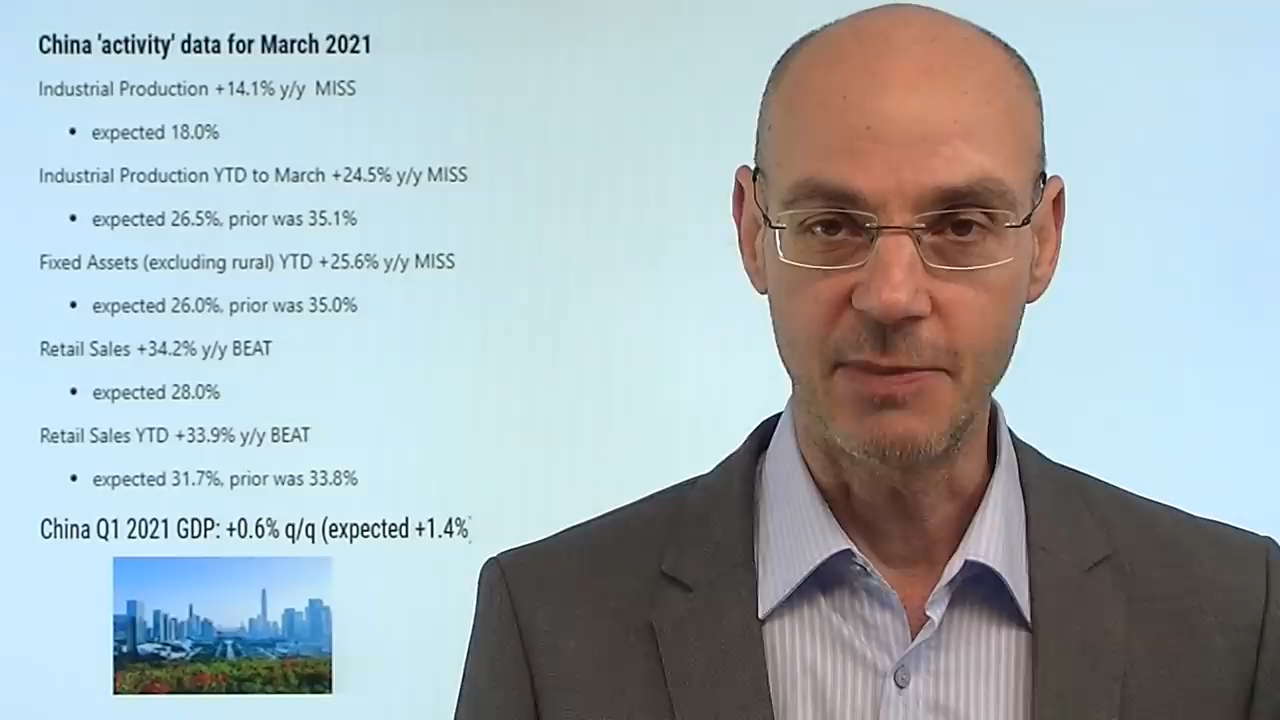 China 'activity' data for March 2021
Industrial Production +14.1% y/y MISS
• expected 18.0%
Industrial Production YTD to March +24.5% y/y MISS
• expected 26.5%, prior was 35.1%
Fixed Assets (excluding rural) YTD +25.6% y/y MISS
• expected 26.0%, prior was 35.0%
Retail Sales +34.2% y/y BEAT
• expected 28.0%
Retail Sales YTD +33.9% y/y BEAT
• expected 31.7%, prior was 33.8%
China Q1 2021 GDP: +0.6% q/q (expected +1.4%